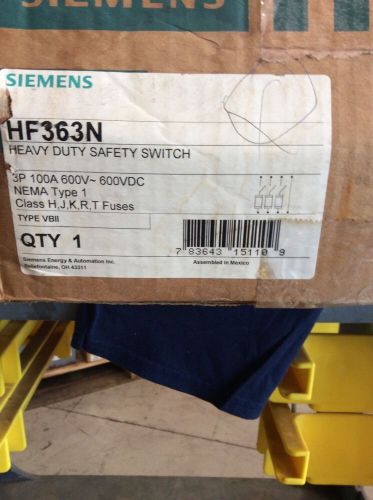 SIEMENS
SIEMENS
HF363N
HEAVY DUTY SAFETY SWITCH
3P 100A 600V~ 600VDC
NEMA Type 1
Class H,J,K,R,T Fuses
TYPE VBII
QTY 1
7 83643 15110 9
Siemens Energy & Automation Inc.
Bellefontaine, OH 43311
Assembled in Mexico